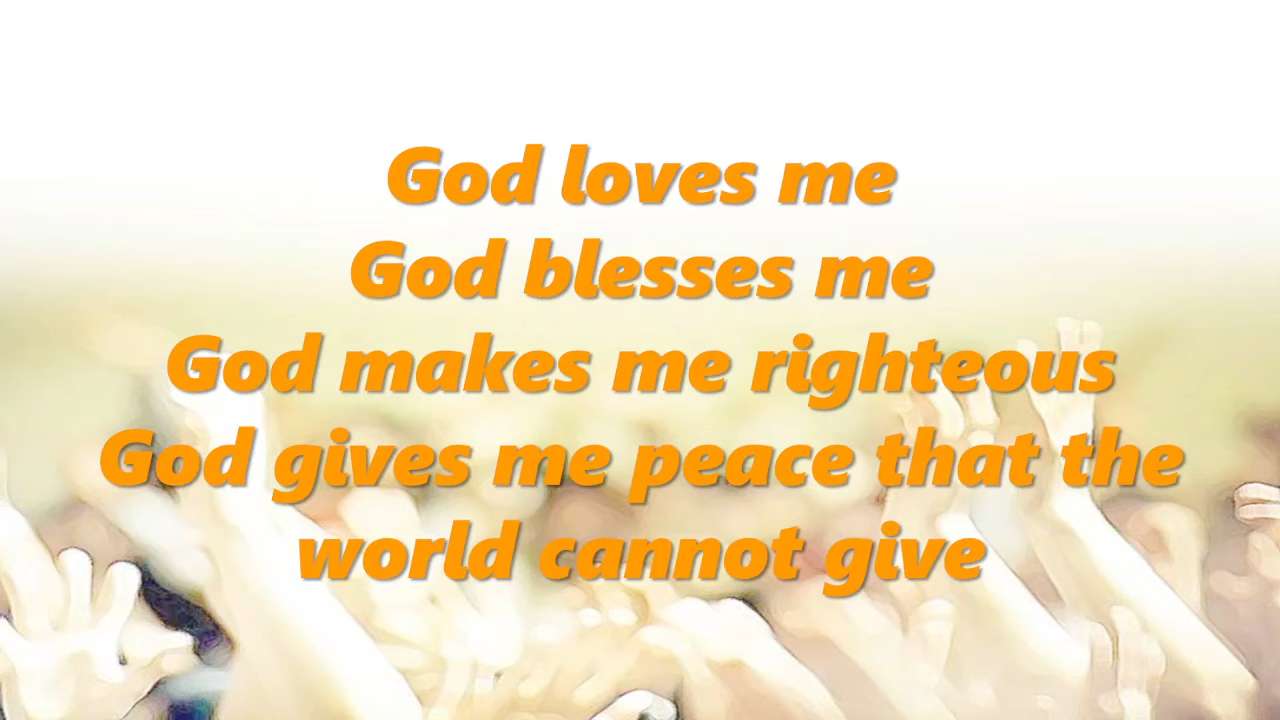 God loves me
God blesses me
God makes me righteous
God gives me peace that the
world cannot give